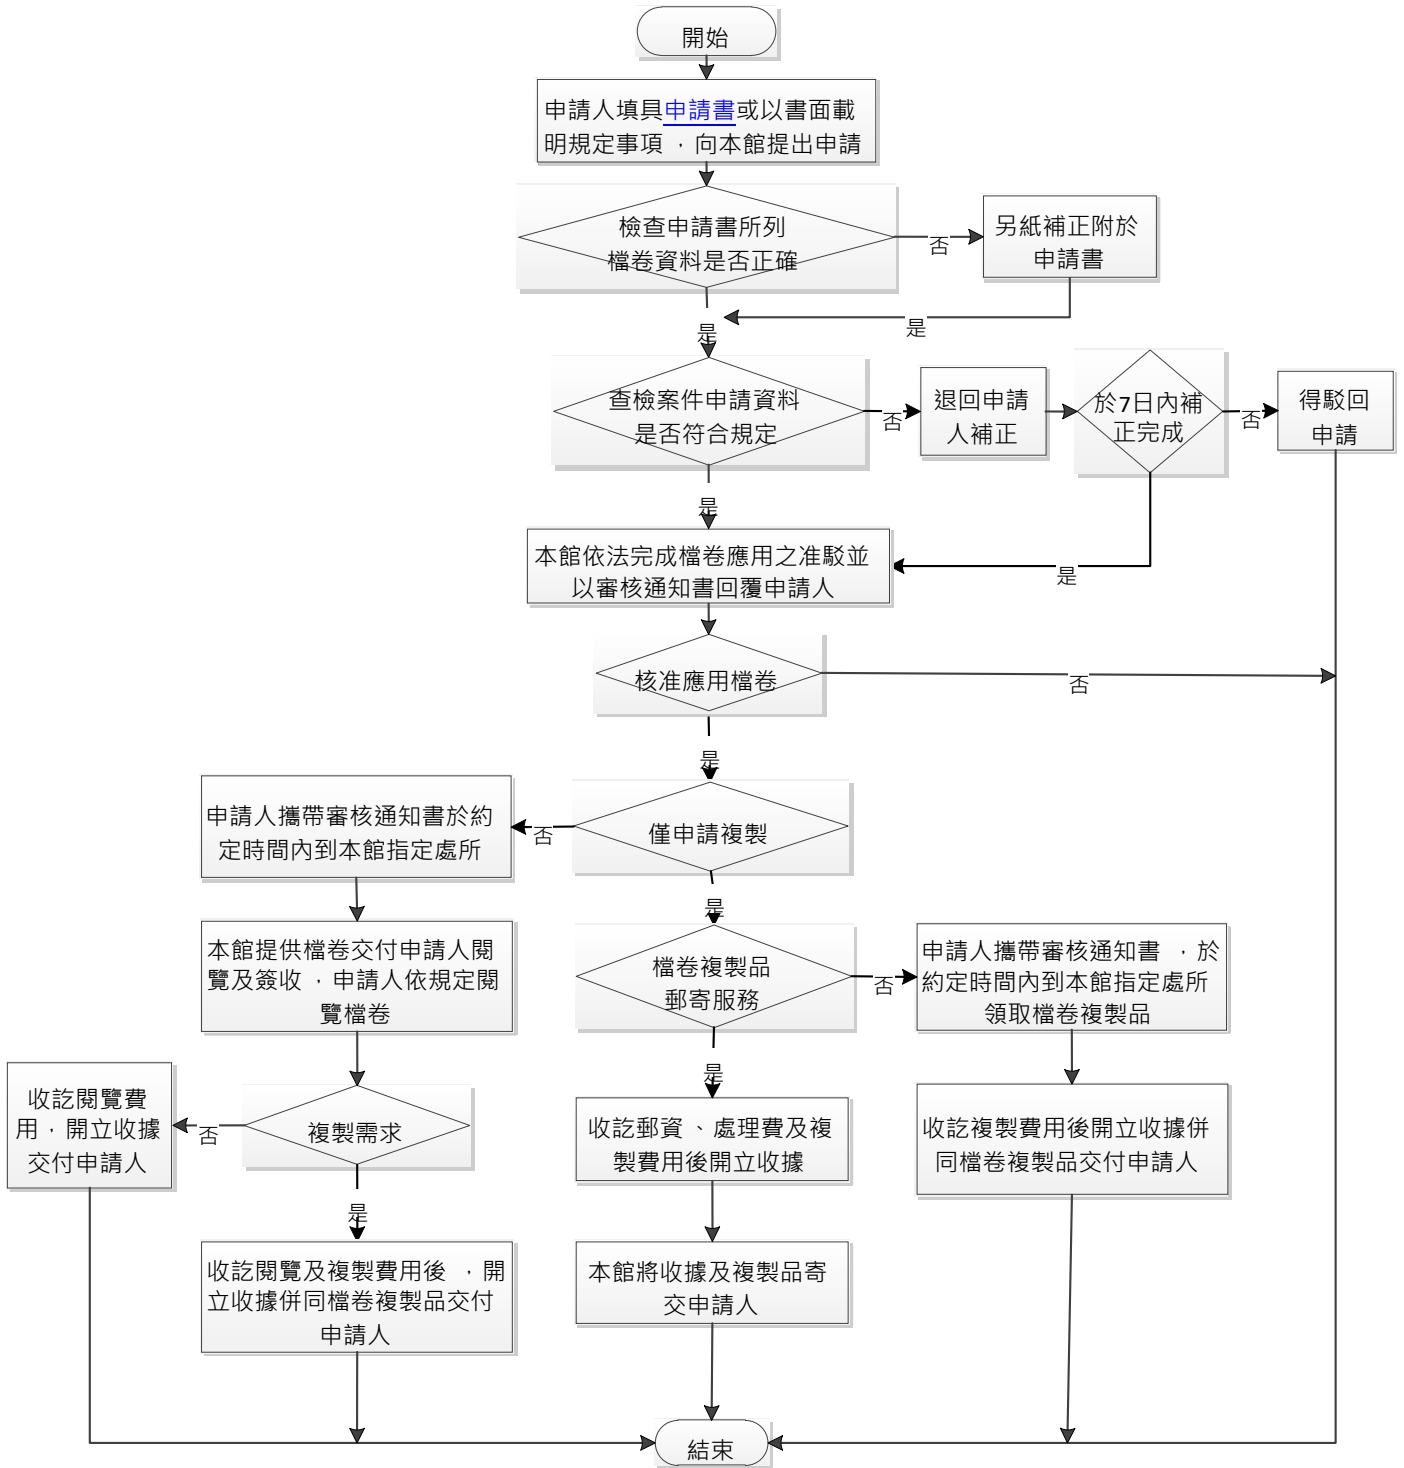 開始
申請人填具申請書或以書面載
明規定事項，向本館提出申請
檢查申請書所列
檔卷資料是否正確
否
另紙補正附於
申請書
是
是
查檢案件申請資料
是否符合規定
否
退回申請
人補正
於7日內補
正完成
否
得駁回
申請
是
本館依法完成檔卷應用之准駁並
以審核通知書回覆申請人
是
核准應用檔卷
否
是
僅申請複製
否
申請人攜帶審核通知書於約
定時間內到本館指定處所
是
本館提供檔卷交付申請人閱
覽及簽收，申請人依規定閱
覽檔卷
檔卷複製品
郵寄服務
否
申請人攜帶審核通知書，於
約定時間內到本館指定處所
領取檔卷複製品
是
收訖閱覽費
用，開立收據
交付申請人
否
複製需求
收訖郵資、處理費及複
製費用後開立收據
收訖複製費用後開立收據併
同檔卷複製品交付申請人
是
收訖閱覽及複製費用後，開
立收據併同檔卷複製品交付
申請人
本館將收據及複製品寄
交申請人
結束